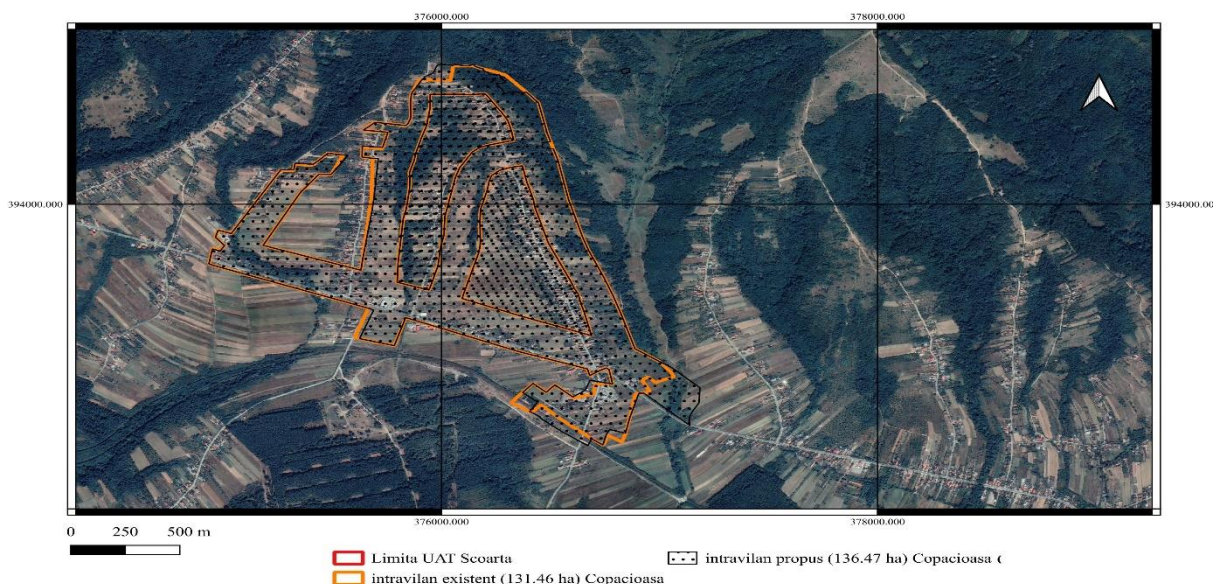 376000.000 378000.000
394000.000 394000.00
376000.000 378000.000
0 250 500 m
Limita UAT Scoarta intravilan propus (136.47 ha) Copacioasa (
intravilan existent (131.46 ha) Copacioasa